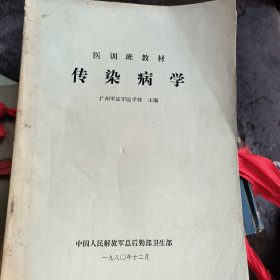 医训班教材
传染病学
广州军区军医学校 主编
中国人民解放军总后勤部卫生部
一九八〇年十二月